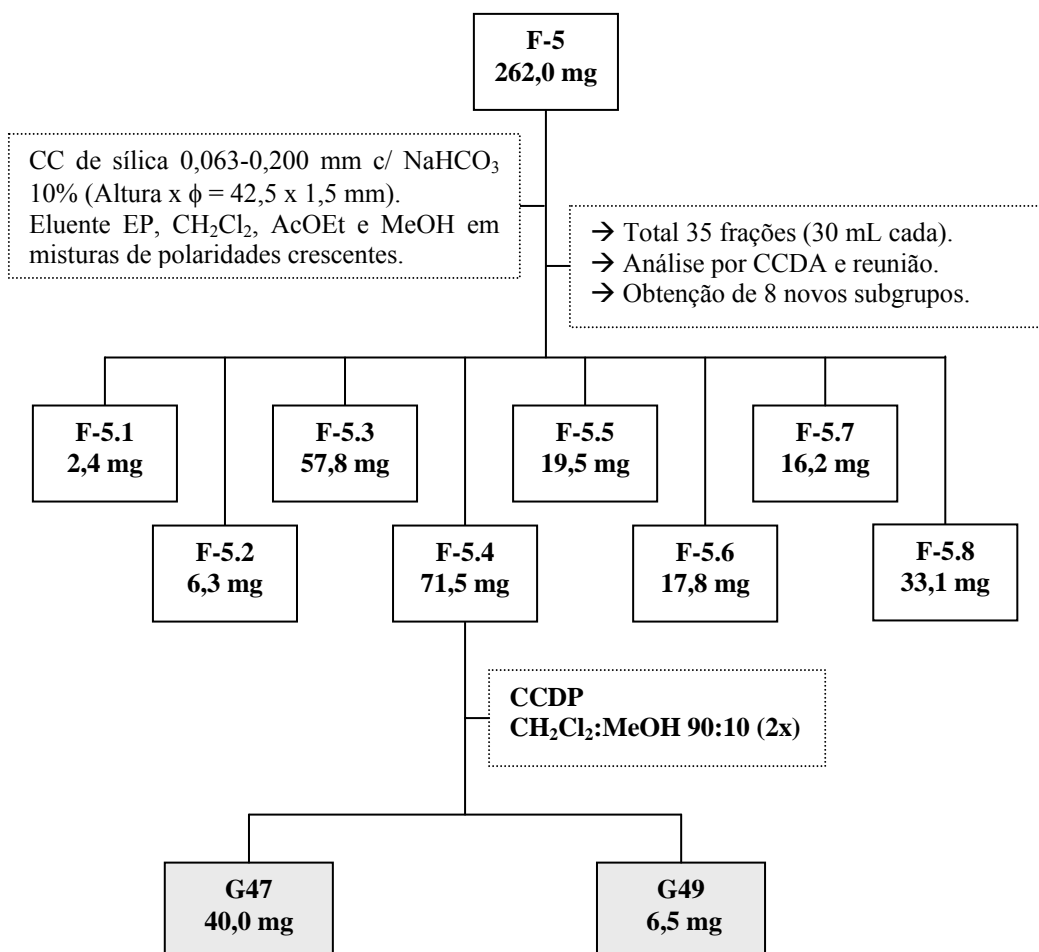 F-5
262,0 mg
CC de sílica 0,063-0,200 mm c/ NaHCO₃
10% (Altura x ϕ = 42,5 x 1,5 mm).
Eluente EP, CH₂Cl₂, AcOEt e MeOH em
misturas de polaridades crescentes.
→ Total 35 frações (30 mL cada).
→ Análise por CCDA e reunião.
→ Obtenção de 8 novos subgrupos.
F-5.1
2,4 mg
F-5.3
57,8 mg
F-5.5
19,5 mg
F-5.7
16,2 mg
F-5.2
6,3 mg
F-5.4
71,5 mg
F-5.6
17,8 mg
F-5.8
33,1 mg
CCDP
CH₂Cl₂:MeOH 90:10 (2x)
G47
40,0 mg
G49
6,5 mg